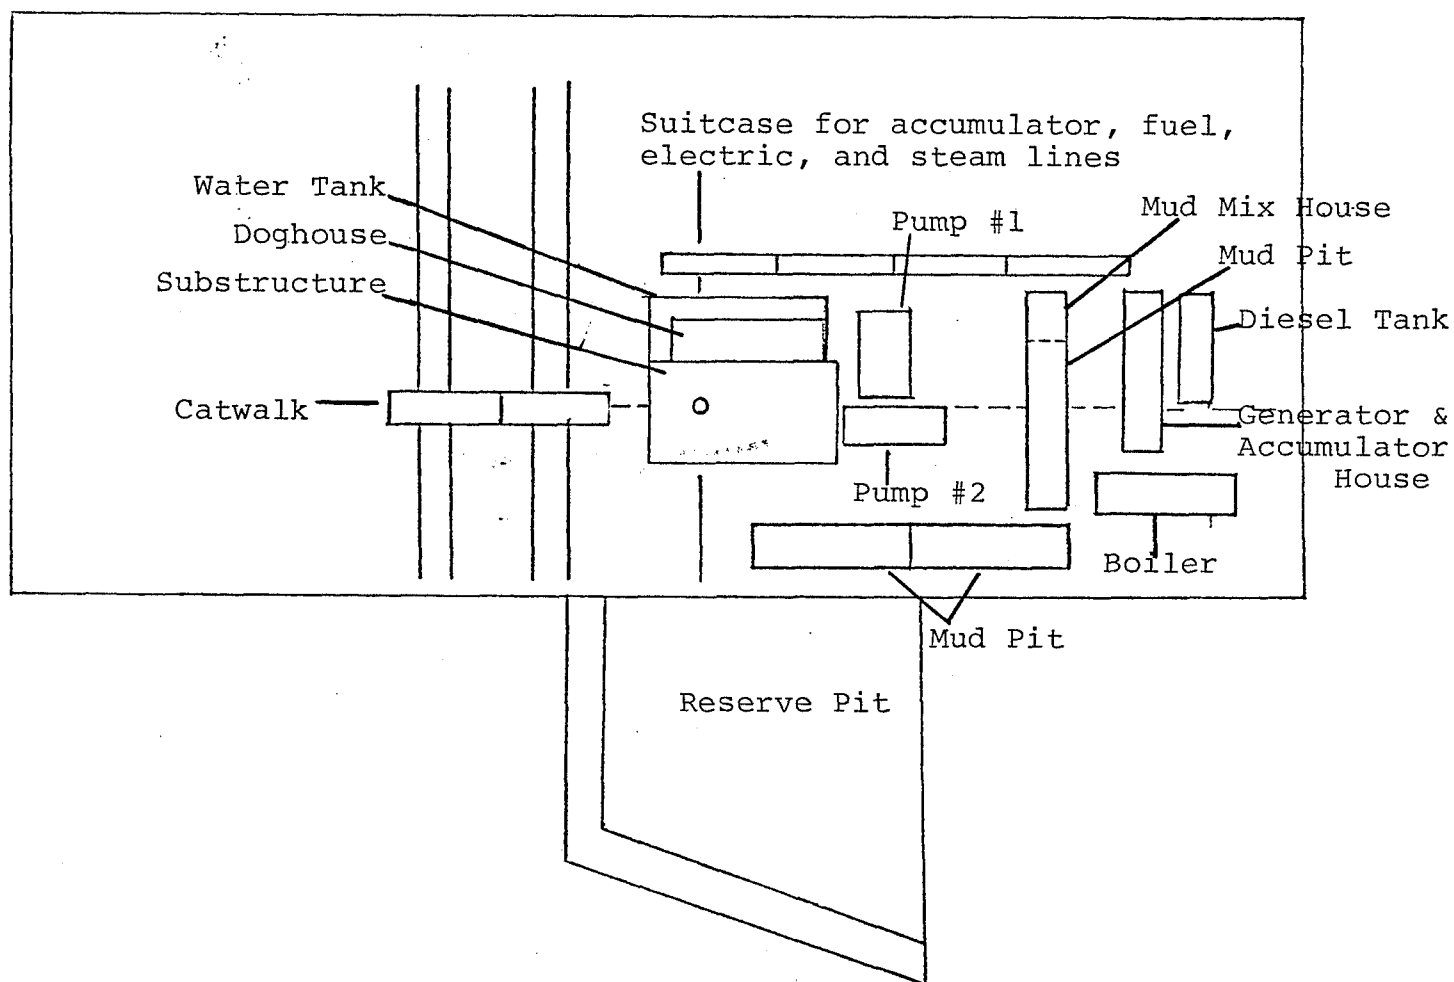 Suitcase for accumulator, fuel,
electric, and steam lines
Water Tank
Mud Mix House
Pump #1
Doghouse
Mud Pit
Substructure
Diesel Tank
Catwalk
Generator &
Accumulator
House
Pump #2
Boiler
Mud Pit
Reserve Pit